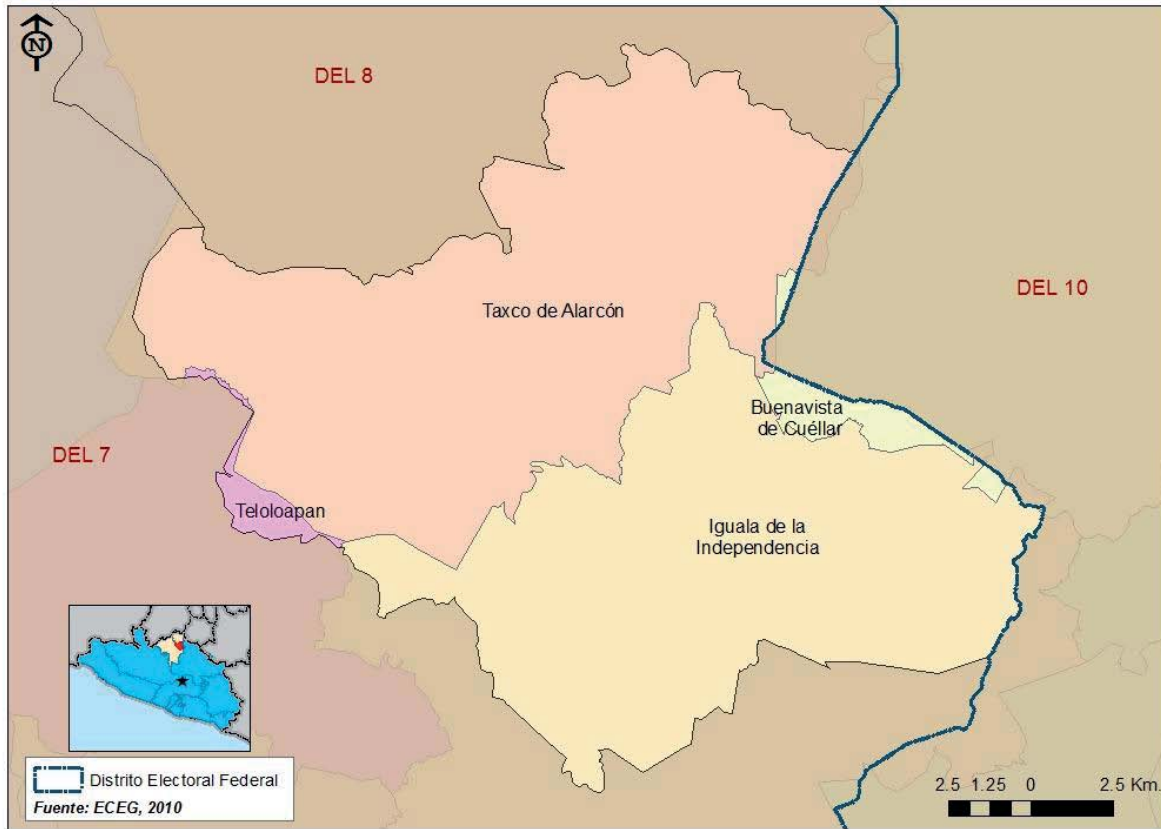 N
DEL 8
DEL 10
Taxco de Alarcón
Buenavista
de Cuéllar
DEL 7
Teloloapan
Iguala de la
Independencia
Distrito Electoral Federal
Fuente: ECEG, 2010
2.5 1.25 0 2.5 Km.